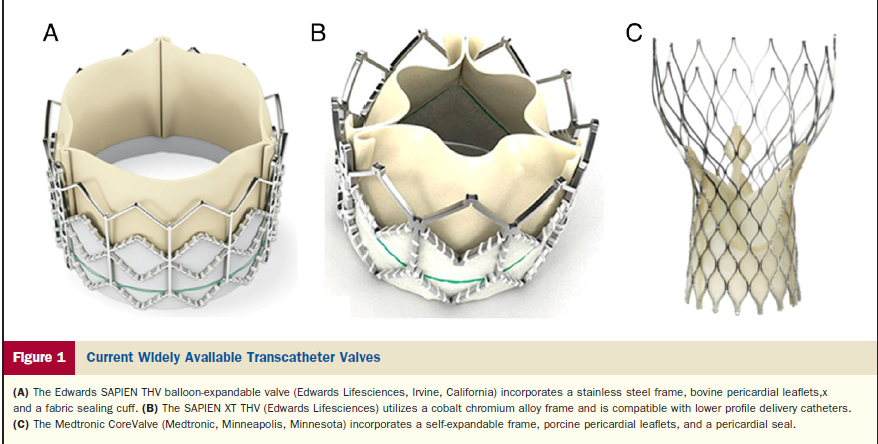 A
B
C
Figure 1 Current Widely Available Transcatheter Valves
(A) The Edwards SAPIEN THV balloon-expandable valve (Edwards Lifesciences, Irvine, California) incorporates a stainless steel frame, bovine pericardial leaflets,x
and a fabric sealing cuff. (B) The SAPIEN XT THV (Edwards Lifesciences) utilizes a cobalt chromium alloy frame and is compatible with lower profile delivery catheters.
(C) The Medtronic CoreValve (Medtronic, Minneapolis, Minnesota) incorporates a self-expandable frame, porcine pericardial leaflets, and a pericardial seal.